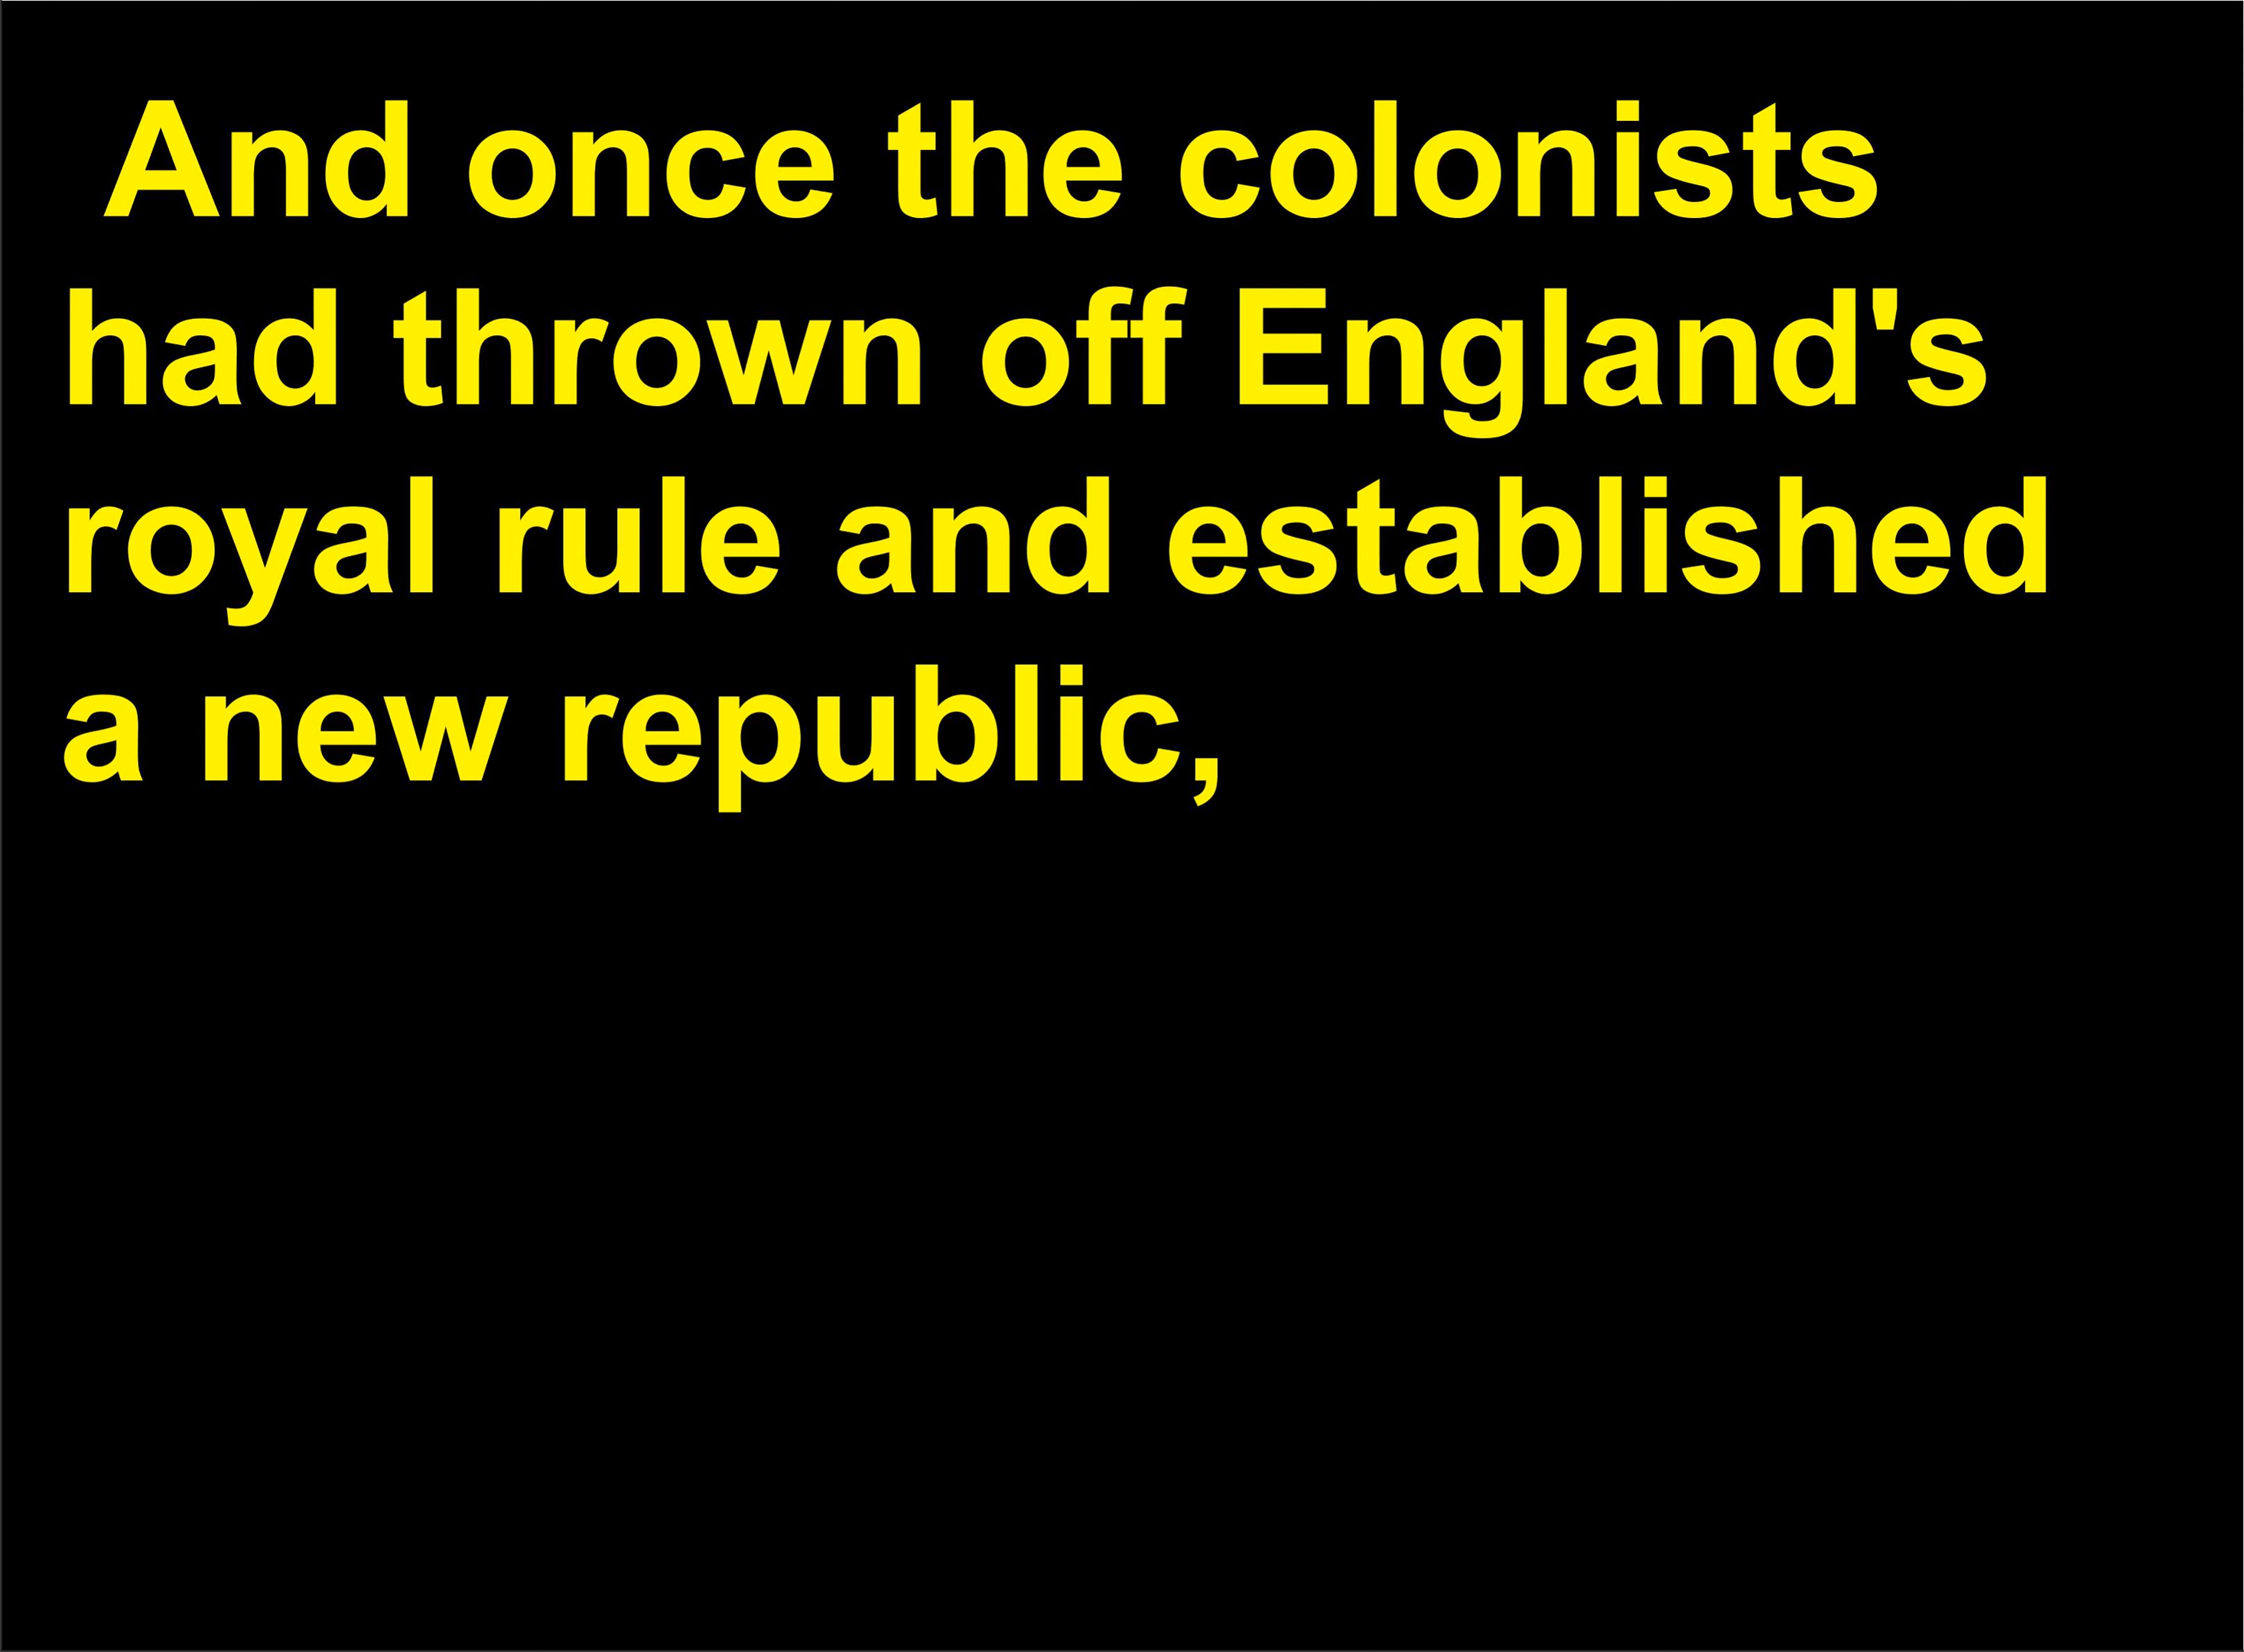 And once the colonists
had thrown off England's
royal rule and established
a new republic,